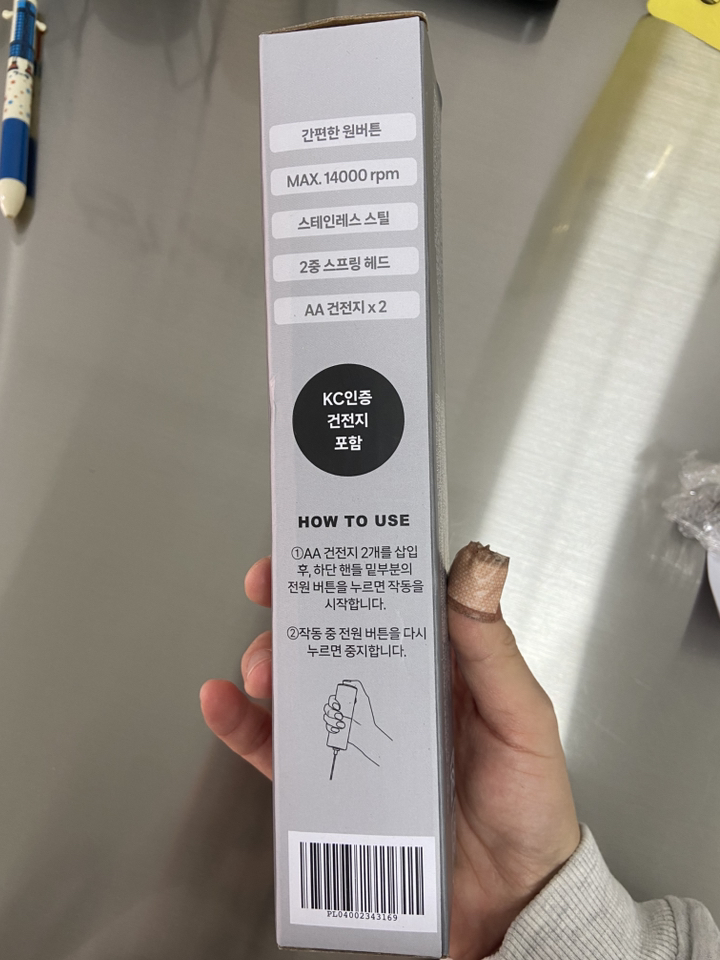 간편한 원버튼
MAX. 14000 rpm
스테인레스 스틸
2중 스프링 헤드
AA 건전지 x 2
KC인증
건전지
포함
HOW TO USE
①AA 건전지 2개를 삽입
후, 하단 핸들 밑부분의
전원 버튼을 누르면 작동을
시작합니다.
②작동 중 전원 버튼을 다시
누르면 중지합니다.
PL04002343169